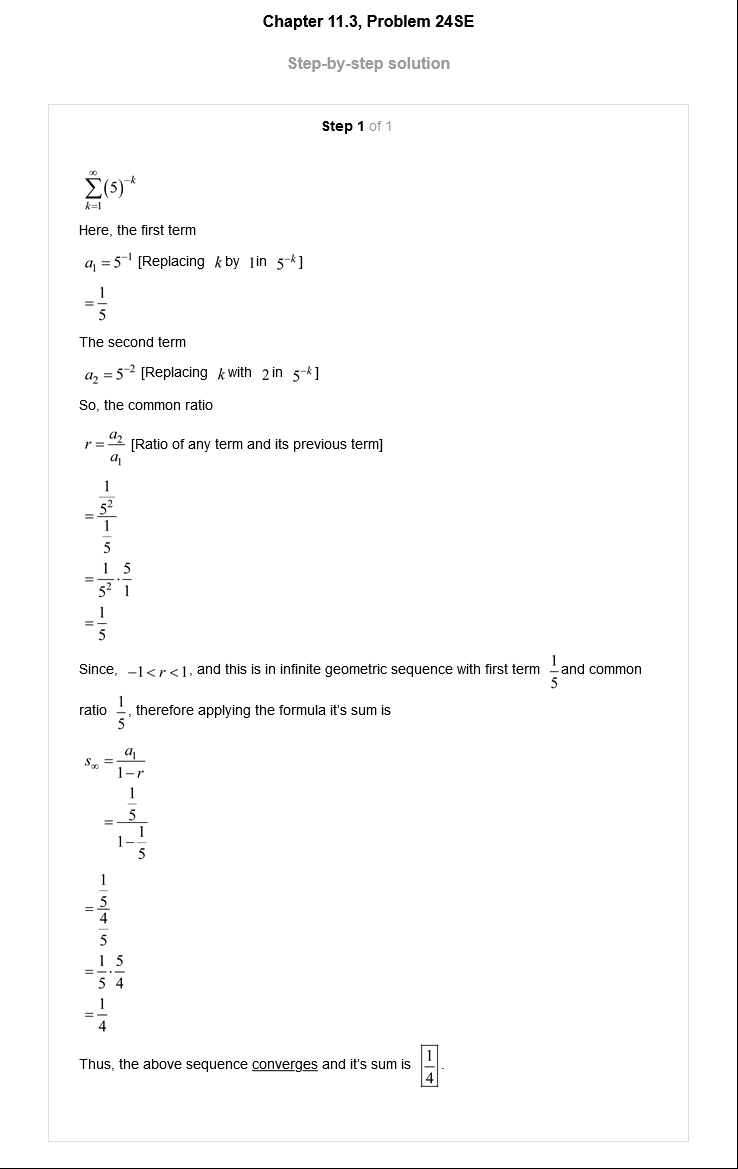 Chapter 11.3, Problem 24SE
Step-by-step solution
Step 1 of 1
$\sum_{k=1}^{\infty}(5)^{-k}$
Here, the first term
$a_1 = 5^{-1}$ [Replacing $k$ by $1$ in $5^{-k}$]
$= \frac{1}{5}$
The second term
$a_2 = 5^{-2}$ [Replacing $k$ with $2$ in $5^{-k}$]
So, the common ratio
$r = \frac{a_2}{a_1}$ [Ratio of any term and its previous term]
$= \frac{\frac{1}{5^2}}{\frac{1}{5}}$
$= \frac{1}{5^2} \cdot \frac{5}{1}$
$= \frac{1}{5}$
Since, $-1 < r < 1$, and this is in infinite geometric sequence with first term $\frac{1}{5}$ and common
ratio $\frac{1}{5}$, therefore applying the formula it's sum is
$s_\infty = \frac{a_1}{1-r}$
$= \frac{\frac{1}{5}}{1-\frac{1}{5}}$
$= \frac{\frac{1}{5}}{\frac{4}{5}}$
$= \frac{1}{5} \cdot \frac{5}{4}$
$= \frac{1}{4}$
Thus, the above sequence converges and it's sum is $\boxed{\frac{1}{4}}$.